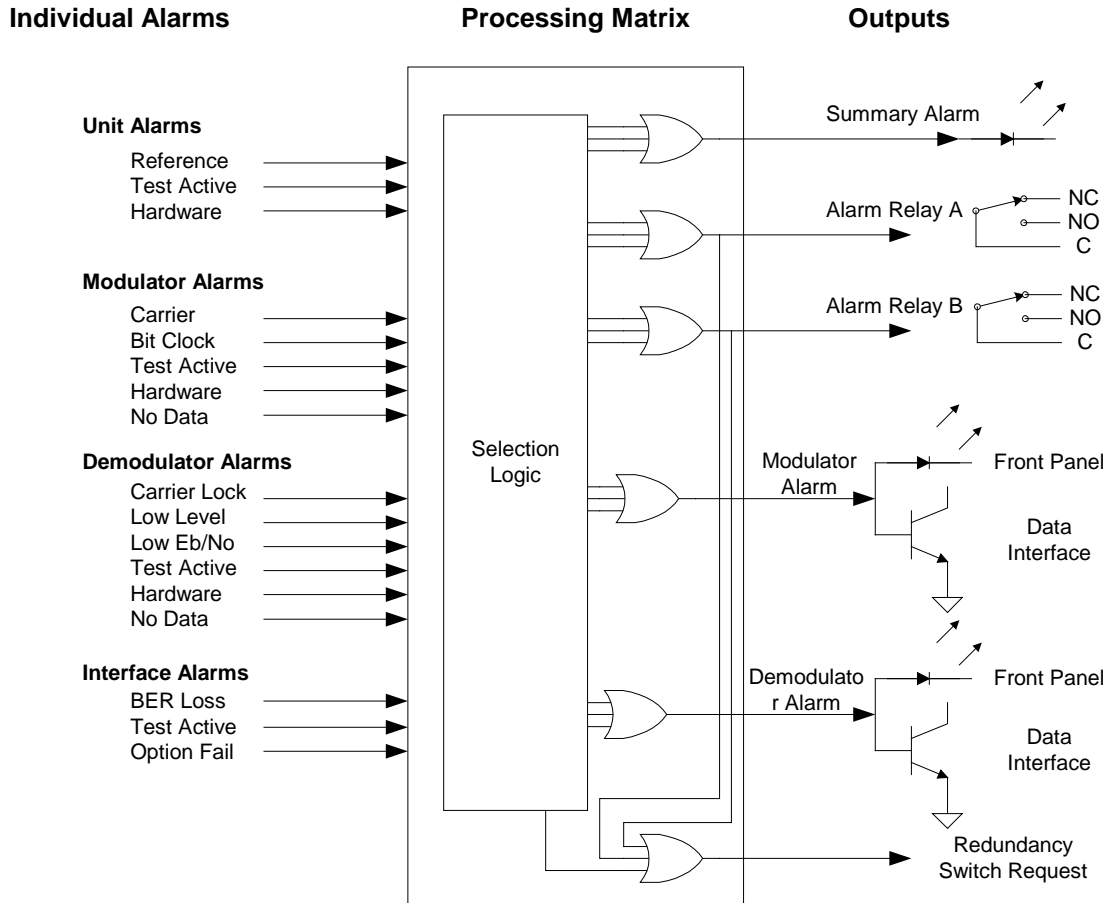 Individual Alarms
Processing Matrix
Outputs
Unit Alarms
Reference
Test Active
Hardware
Modulator Alarms
Carrier
Bit Clock
Test Active
Hardware
No Data
Demodulator Alarms
Carrier Lock
Low Level
Low Eb/No
Test Active
Hardware
No Data
Interface Alarms
BER Loss
Test Active
Option Fail
Selection
Logic
Summary Alarm
Alarm Relay A
NC
NO
C
Alarm Relay B
NC
NO
C
Modulator
Alarm
Front Panel
Data
Interface
Demodulato
r Alarm
Front Panel
Data
Interface
Redundancy
Switch Request